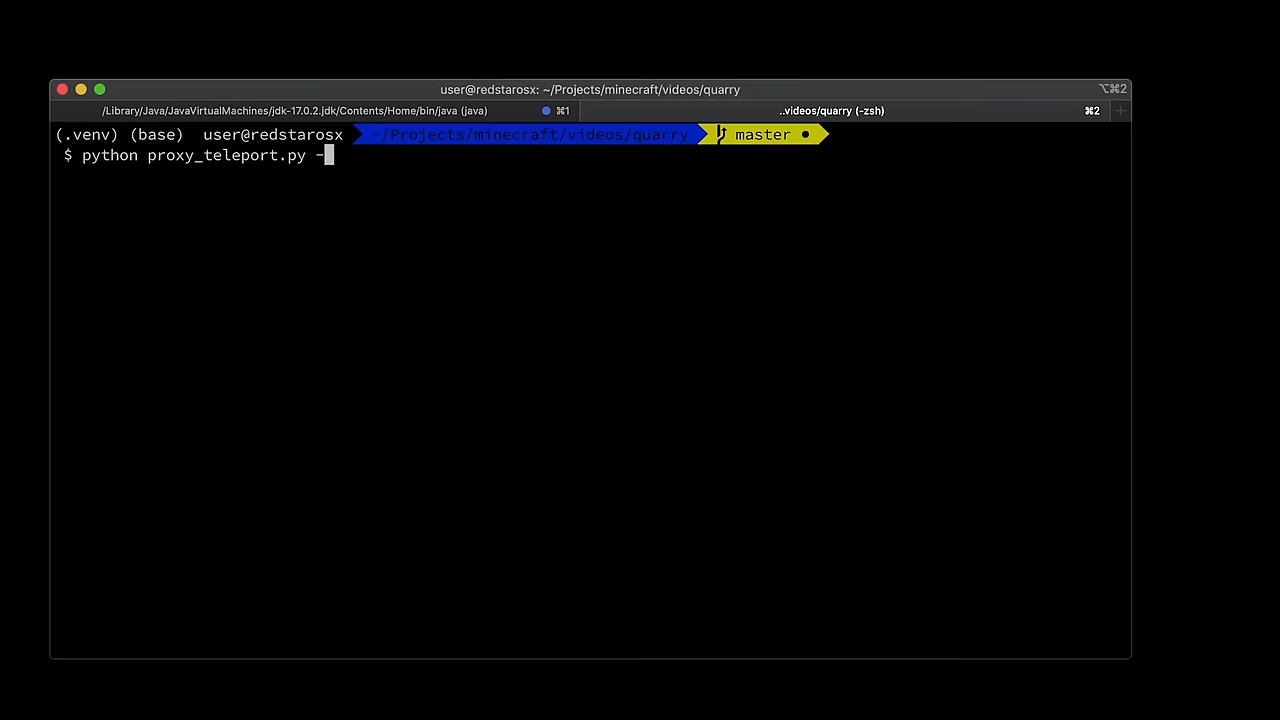 user@redstarosx: ~/Projects/minecraft/videos/quarry
⌥⌘2
/Library/Java/JavaVirtualMachines/jdk-17.0.2.jdk/Contents/Home/bin/java (java) ⌘1
..videos/quarry (-zsh) ⌘2
(.venv) (base) user@redstarosx ~/Projects/minecraft/videos/quarry master ●
$ python proxy_teleport.py -